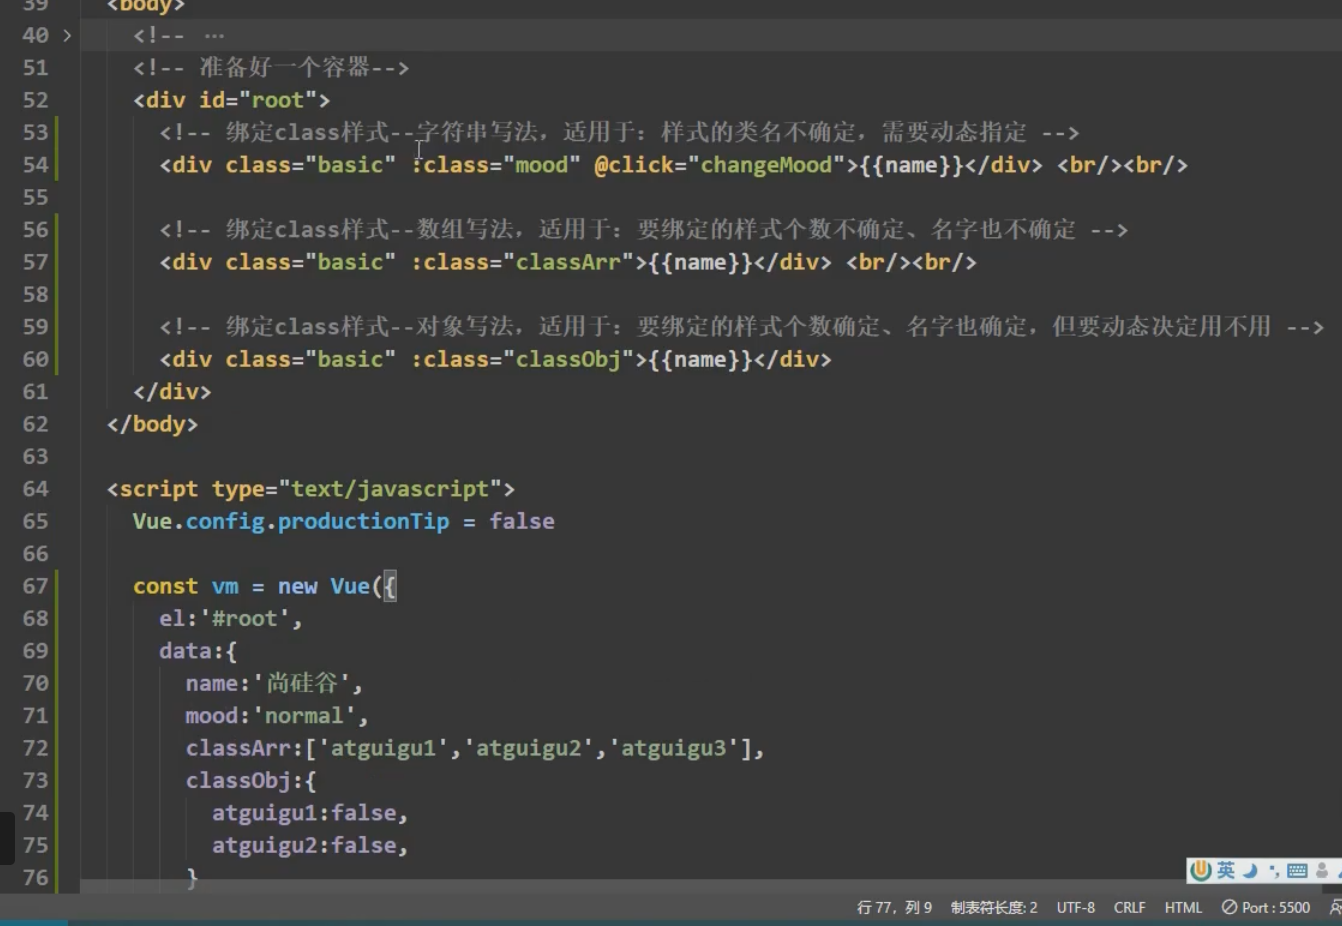 39 <body>
40 <!-- ···
51 <!-- 准备好一个容器-->
52 <div id="root">
53 <!-- 绑定class样式--字符串写法，适用于：样式的类名不确定，需要动态指定 -->
54 <div class="basic" :class="mood" @click="changeMood">{{name}}</div> <br/><br/>
55
56 <!-- 绑定class样式--数组写法，适用于：要绑定的样式个数不确定、名字也不确定 -->
57 <div class="basic" :class="classArr">{{name}}</div> <br/><br/>
58
59 <!-- 绑定class样式--对象写法，适用于：要绑定的样式个数确定、名字也确定，但要动态决定用不用 -->
60 <div class="basic" :class="classObj">{{name}}</div>
61 </div>
62 </body>
63
64 <script type="text/javascript">
65 Vue.config.productionTip = false
66
67 const vm = new Vue({
68 el:'#root',
69 data:{
70 name:'尚硅谷',
71 mood:'normal',
72 classArr:['atguigu1','atguigu2','atguigu3'],
73 classObj:{
74 atguigu1:false,
75 atguigu2:false,
76 }
英
行 77，列 9 制表符长度: 2 UTF-8 CRLF HTML Port : 5500